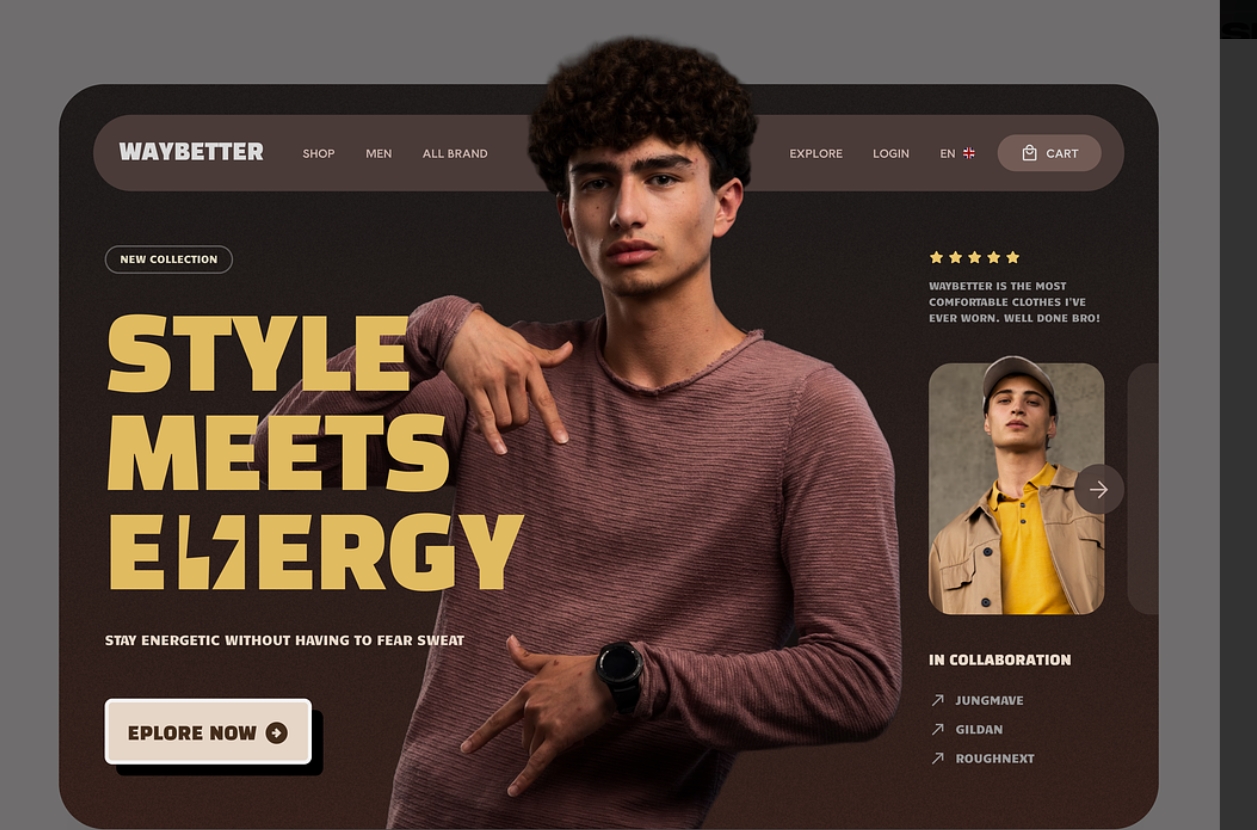 WAYBETTER
SHOP
MEN
ALL BRAND
EXPLORE
LOGIN
EN
CART
NEW COLLECTION
STYLE
MEETS
ENERGY
STAY ENERGETIC WITHOUT HAVING TO FEAR SWEAT
EPLORE NOW
WAYBETTER IS THE MOST
COMFORTABLE CLOTHES I'VE
EVER WORN. WELL DONE BRO!
IN COLLABORATION
JUNGMAVE
GILDAN
ROUGHNEXT